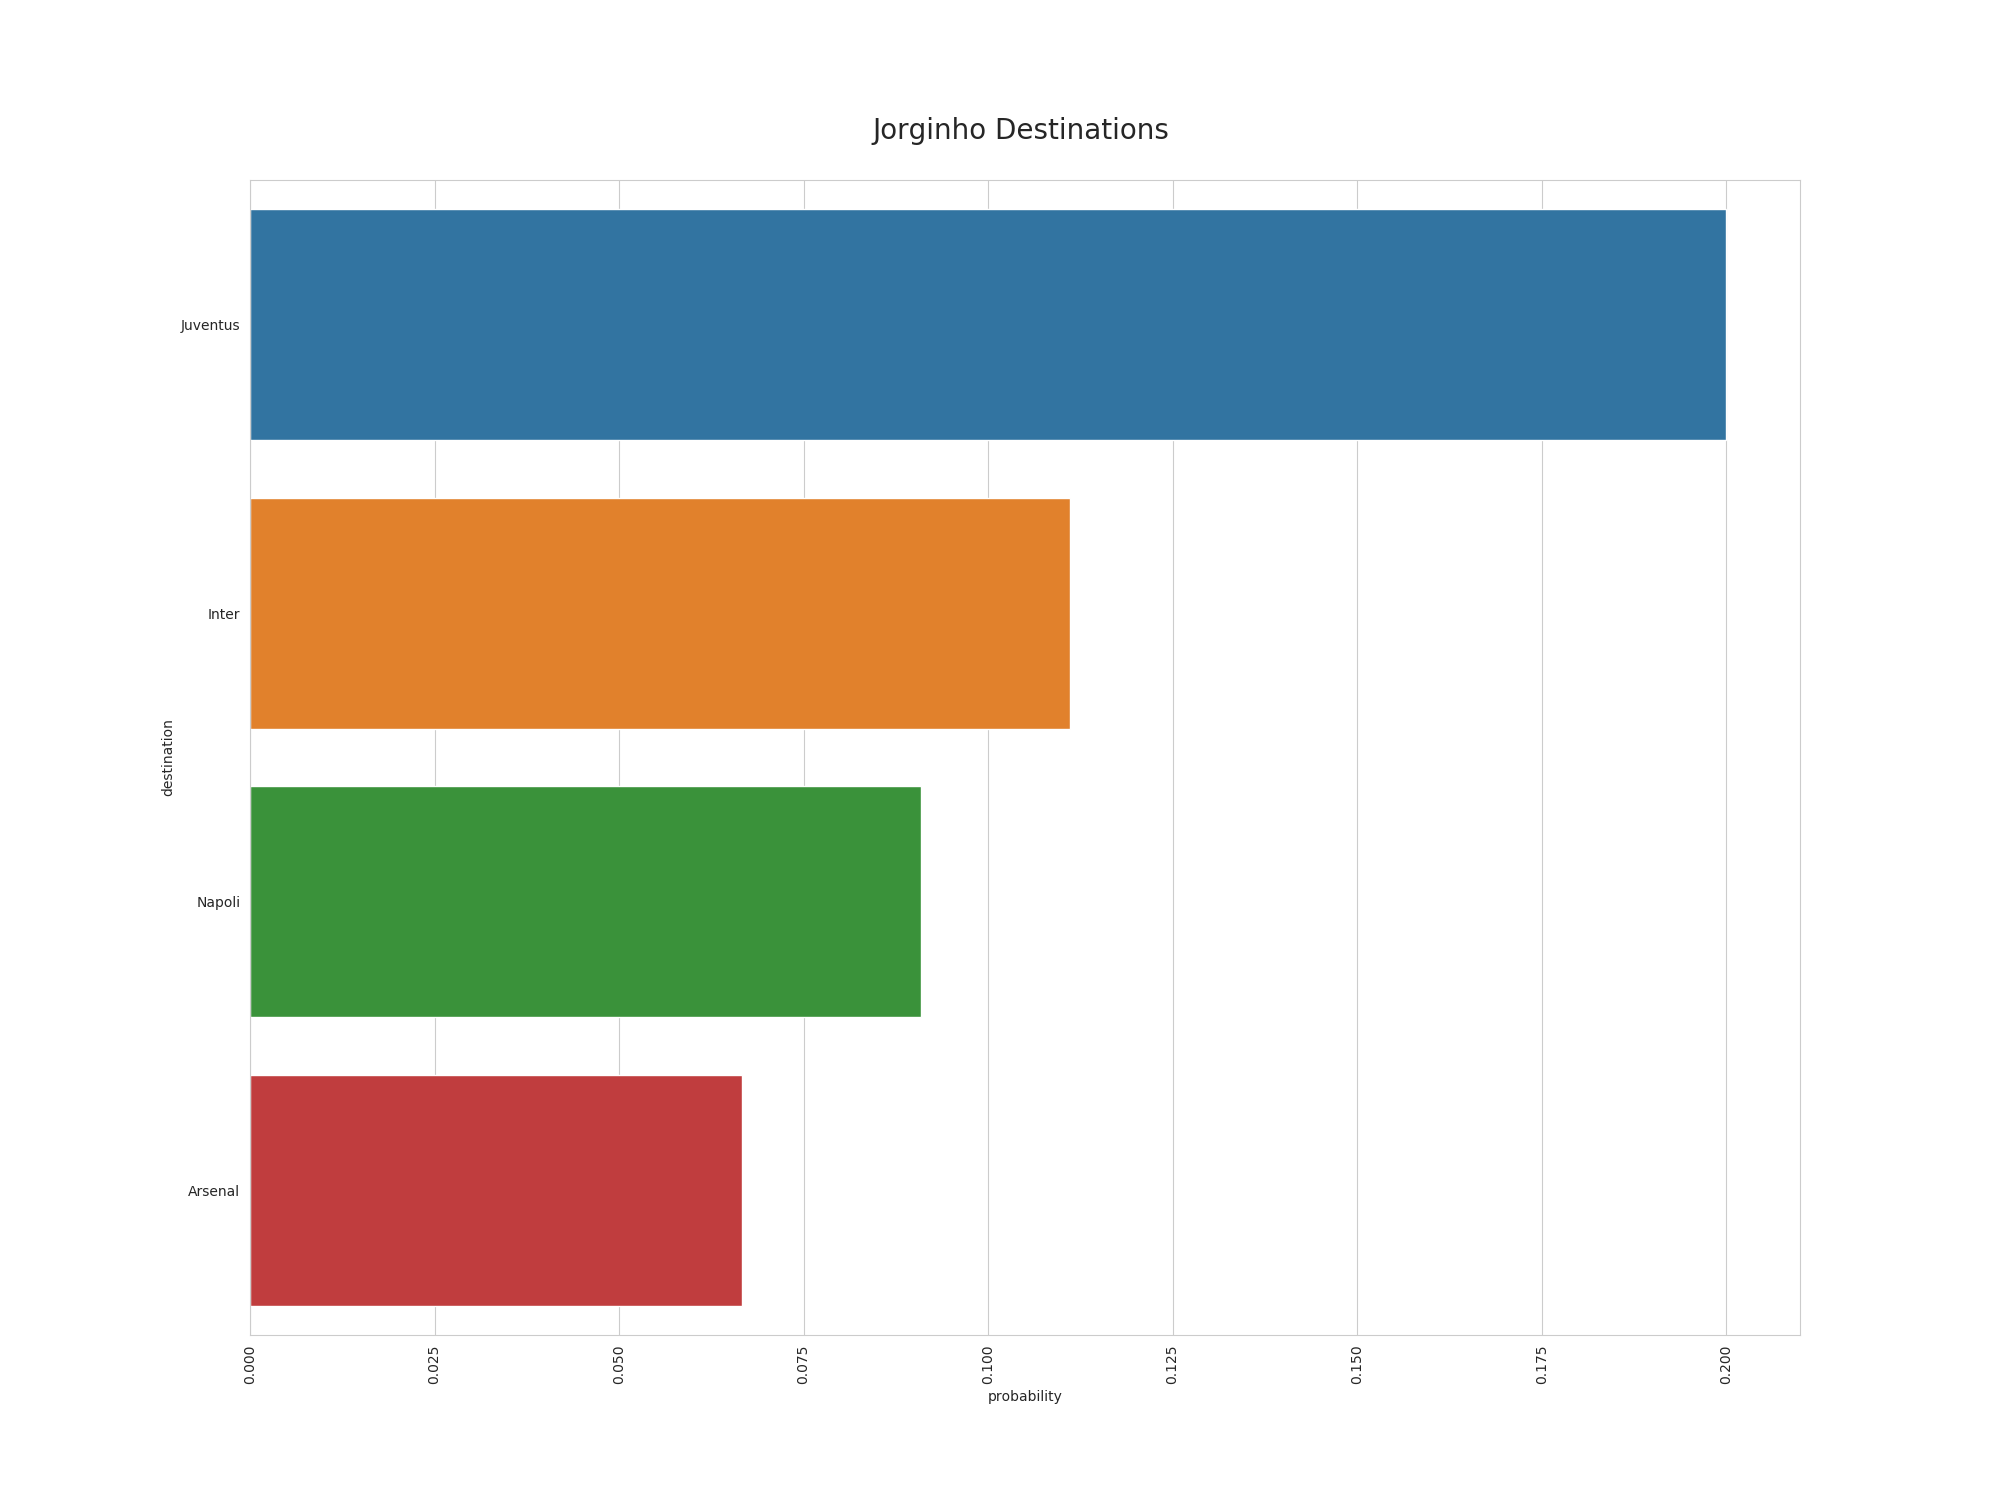 Jorginho Destinations
Juventus
Inter
Napoli
Arsenal
destination
0.000
0.025
0.050
0.075
0.100
0.125
0.150
0.175
0.200
probability